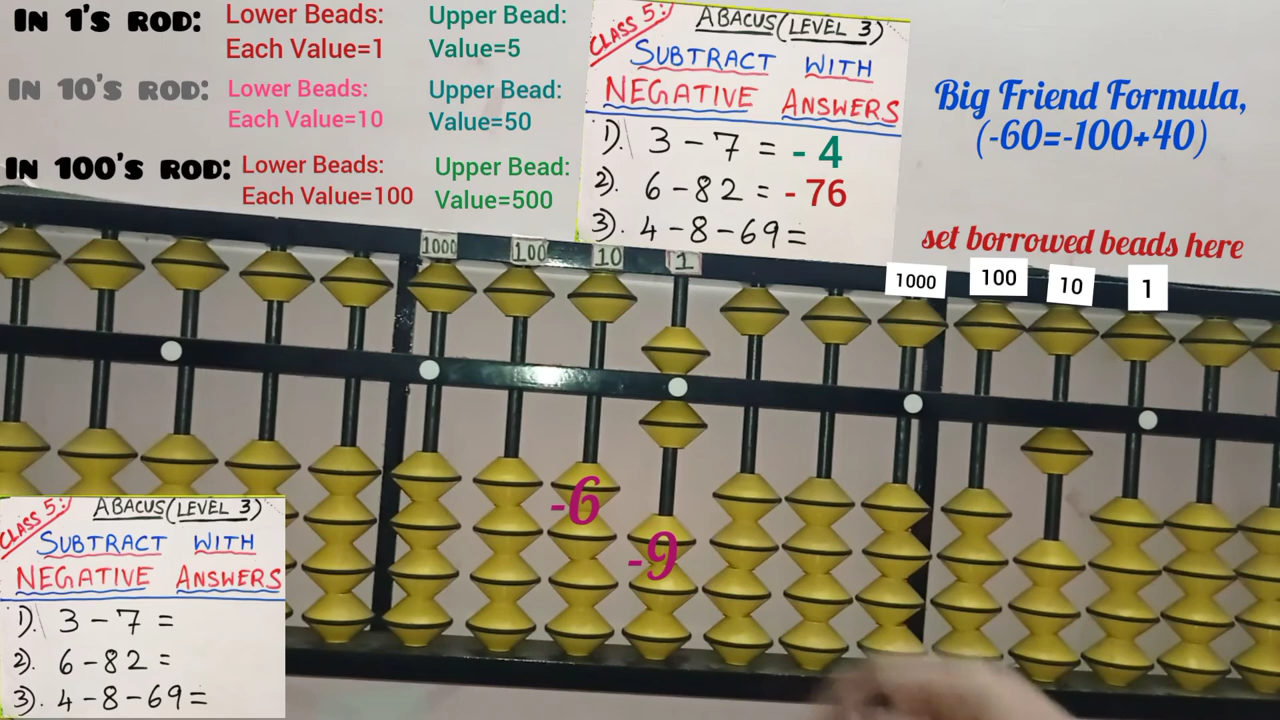 In 1's rod:
Lower Beads:
Each Value=1
Upper Bead:
Value=5
In 10's rod:
Lower Beads:
Each Value=10
Upper Bead:
Value=50
In 100's rod:
Lower Beads:
Each Value=100
Upper Bead:
Value=500
CLASS 5:
ABACUS(LEVEL 3)
SUBTRACT WITH
NEGATIVE ANSWERS
1). 3-7 = - 4
2). 6-82 = - 76
3). 4-8-69=
Big Friend Formula,
(-60=-100+40)
set borrowed beads here
1000 100 10 1
1000 100 10 1
-6
-9
CLASS 5:
ABACUS(LEVEL 3)
SUBTRACT WITH
NEGATIVE ANSWERS
1). 3-7 =
2). 6-82 =
3). 4-8-69=